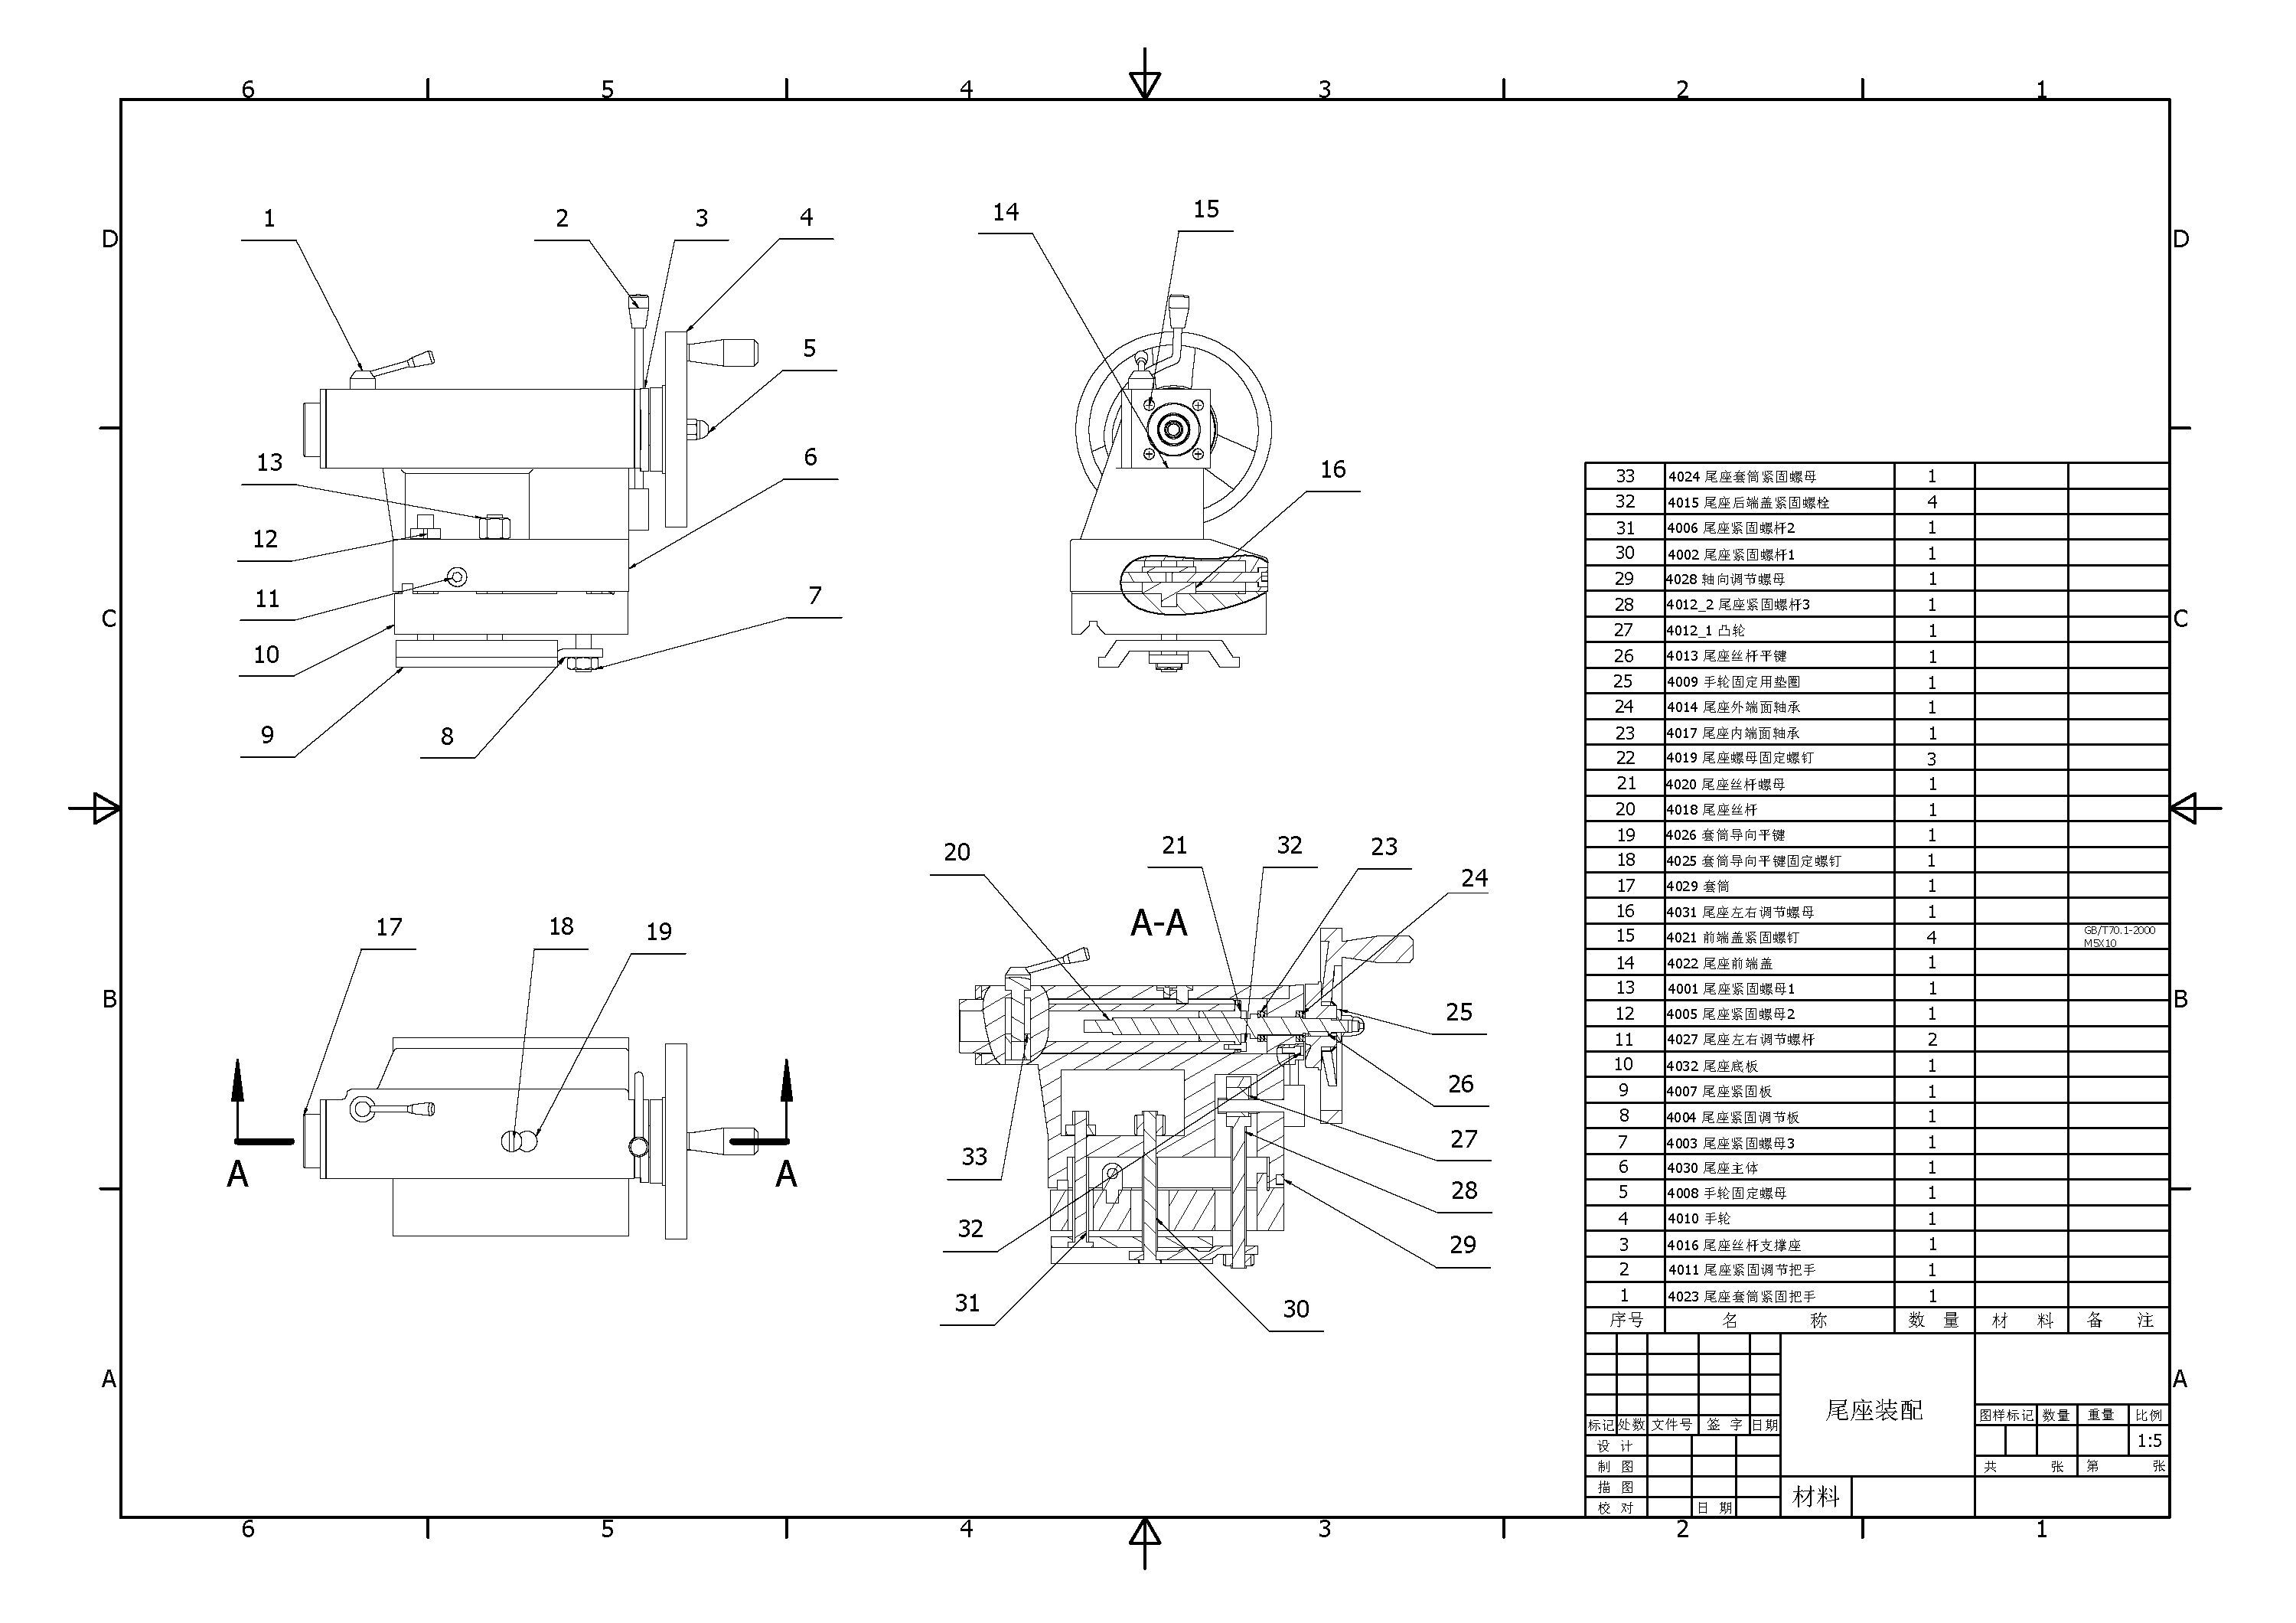 6 5 4 3 2 1
D D
C C
B B
A A
1 2 3 4
5
13 6
12
11 7
10
9 8
14 15
16
17 18 19
A A
20 21 32 23
24
A-A
25
26
33 27
32 28
29
31 30
33 4024 尾座套筒紧固螺母 1
32 4015 尾座后端盖紧固螺栓 4
31 4006 尾座紧固螺杆2 1
30 4002 尾座紧固螺杆1 1
29 4028 轴向调节螺母 1
28 4012_2 尾座紧固螺杆3 1
27 4012_1 凸轮 1
26 4013 尾座丝杆平键 1
25 4009 手轮固定用垫圈 1
24 4014 尾座外端面轴承 1
23 4017 尾座内端面轴承 1
22 4019 尾座螺母固定螺钉 3
21 4020 尾座丝杆螺母 1
20 4018 尾座丝杆 1
19 4026 套筒导向平键 1
18 4025 套筒导向平键固定螺钉 1
17 4029 套筒 1
16 4031 尾座左右调节螺母 1
15 4021 前端盖紧固螺钉 4 GB/T70.1-2000 M5X10
14 4022 尾座前端盖 1
13 4001 尾座紧固螺母1 1
12 4005 尾座紧固螺母2 1
11 4027 尾座左右调节螺杆 2
10 4032 尾座底板 1
9 4007 尾座紧固板 1
8 4004 尾座紧固调节板 1
7 4003 尾座紧固螺母3 1
6 4030 尾座主体 1
5 4008 手轮固定螺母 1
4 4010 手轮 1
3 4016 尾座丝杆支撑座 1
2 4011 尾座紧固调节把手 1
1 4023 尾座套筒紧固把手 1
序号 名 称 数 量 材 料 备 注
标记 处数 文件号 签 字 日期
设 计
制 图
描 图
校 对 日 期
尾座装配
材料
图样标记 数量 重量 比例
1:5
共 张 第 张
6 5 4 3 2 1